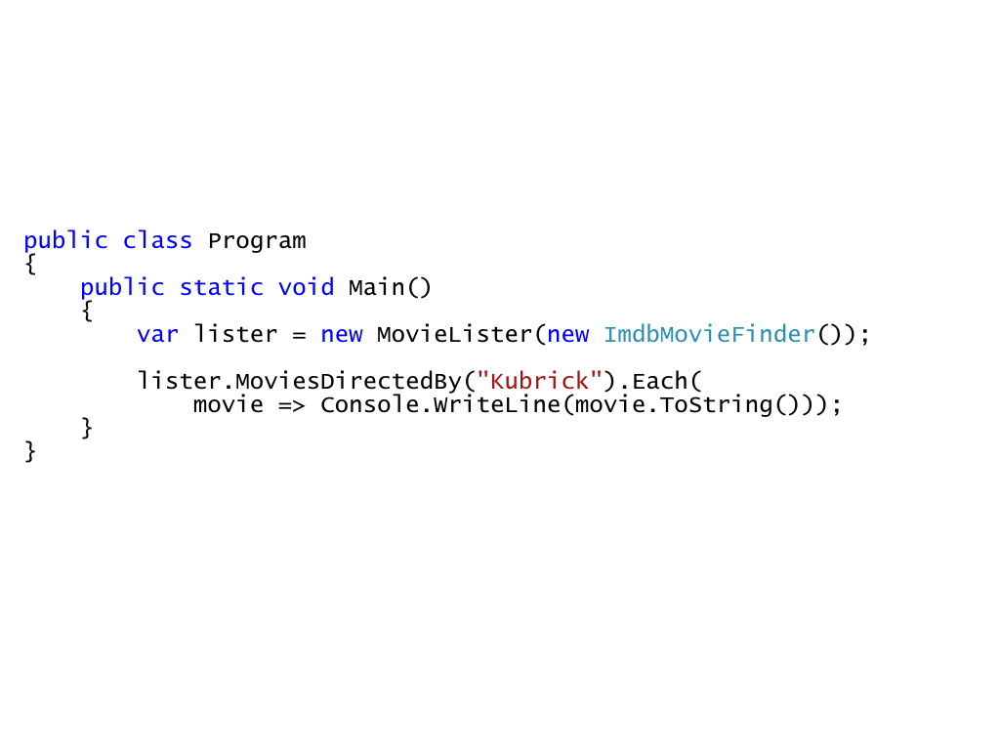 public class Program
{
    public static void Main()
    {
        var lister = new MovieLister(new ImdbMovieFinder());

        lister.MoviesDirectedBy("Kubrick").Each(
            movie => Console.WriteLine(movie.ToString()));
    }
}